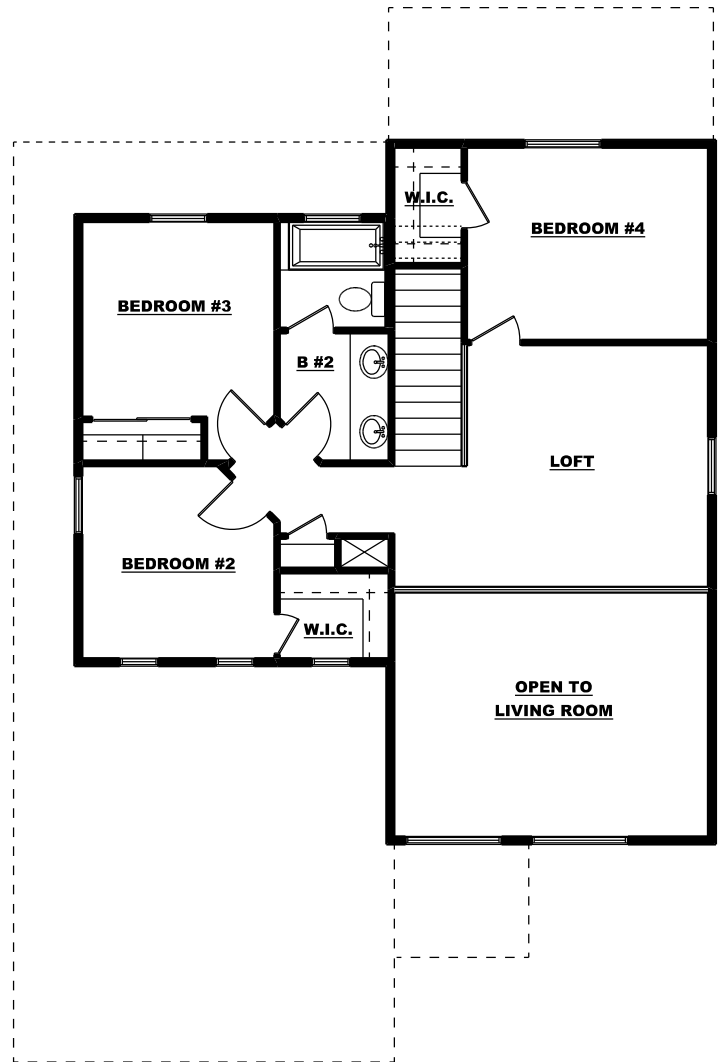 W.I.C.
BEDROOM #4
BEDROOM #3
B #2
LOFT
BEDROOM #2
W.I.C.
OPEN TO
LIVING ROOM